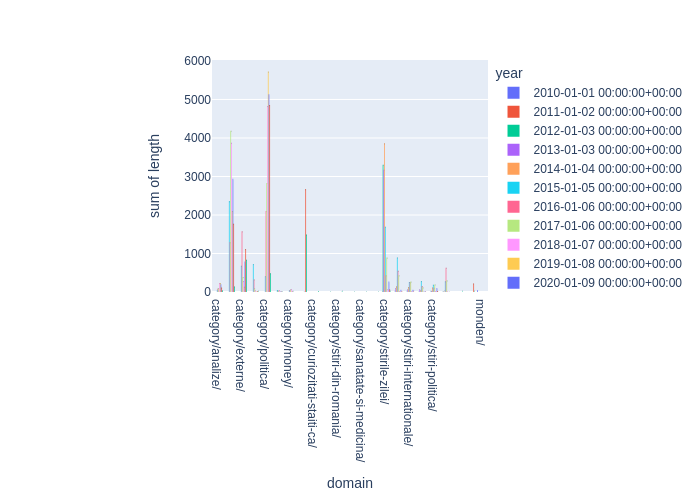 year
2010-01-01 00:00:00+00:00
2011-01-02 00:00:00+00:00
2012-01-03 00:00:00+00:00
2013-01-03 00:00:00+00:00
2014-01-04 00:00:00+00:00
2015-01-05 00:00:00+00:00
2016-01-06 00:00:00+00:00
2017-01-06 00:00:00+00:00
2018-01-07 00:00:00+00:00
2019-01-08 00:00:00+00:00
2020-01-09 00:00:00+00:00
sum of length
6000
5000
4000
3000
2000
1000
0
category/analize/
category/externe/
category/politica/
category/money/
category/curiozitati-staiti-ca/
category/stiri-din-romania/
category/sanatate-si-medicina/
category/stirile-zilei/
category/stiri-internationale/
category/stiri-politica/
monden/
domain